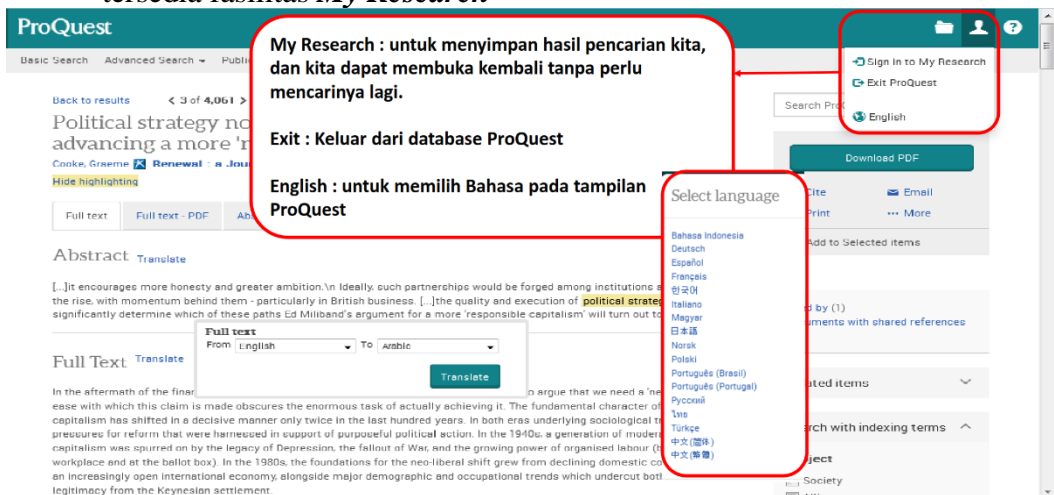 tersedia fasilitas My Research
ProQuest
Basic Search Advanced Search
My Research : untuk menyimpan hasil pencarian kita,
dan kita dapat membuka kembali tanpa perlu
mencarinya lagi.
Exit : Keluar dari database ProQuest
English : untuk memilih Bahasa pada tampilan
ProQuest
Sign in to My Research
Exit ProQuest
English
Back to results < 3 of 4,061 >
Political strategy
advancing a more
Cooke, Graeme Renewal : a
Hide highlighting
Full text Full text - PDF
Download PDF
Cite Email
Print More
Add to Selected items
Abstract Translate
[...]it encourages more honesty and greater ambition.\n Ideally, such partnerships would be forged among institutions
the rise, with momentum behind them - particularly in British business. [...]the quality and execution of political
significantly determine which of these paths Ed Miliband's argument for a more 'responsible capitalism' will turn out
Full text
From English To Arabic
Translate
Full Text Translate
In the aftermath of the argue that we need a
ease with which this claim is made obscures the enormous task of actually achieving it. The fundamental character of
capitalism has shifted in a decisive manner only twice in the last hundred years. In both eras underlying sociological
pressures for reform that were harnessed in support of purposeful political action. In the 1940s, a generation of
capitalism was spurred on by the legacy of Depression, the fallout of War, and the growing power of organised labour
workplace and at the ballot box). In the 1980s, the foundations for the neo-liberal shift grew from declining domestic
an increasingly open international economy, alongside major demographic and occupational trends which undercut
legitimacy from the Keynesian settlement.
Select language
Bahasa Indonesia
Deutsch
Español
Français
한국어
Italiano
Magyar
日本語
Norsk
Polski
Português (Brasil)
Português (Portugal)
Русский
ไทย
Türkçe
中文(简体)
中文(繁體)
by (1)
with shared references
items
with indexing terms
Society